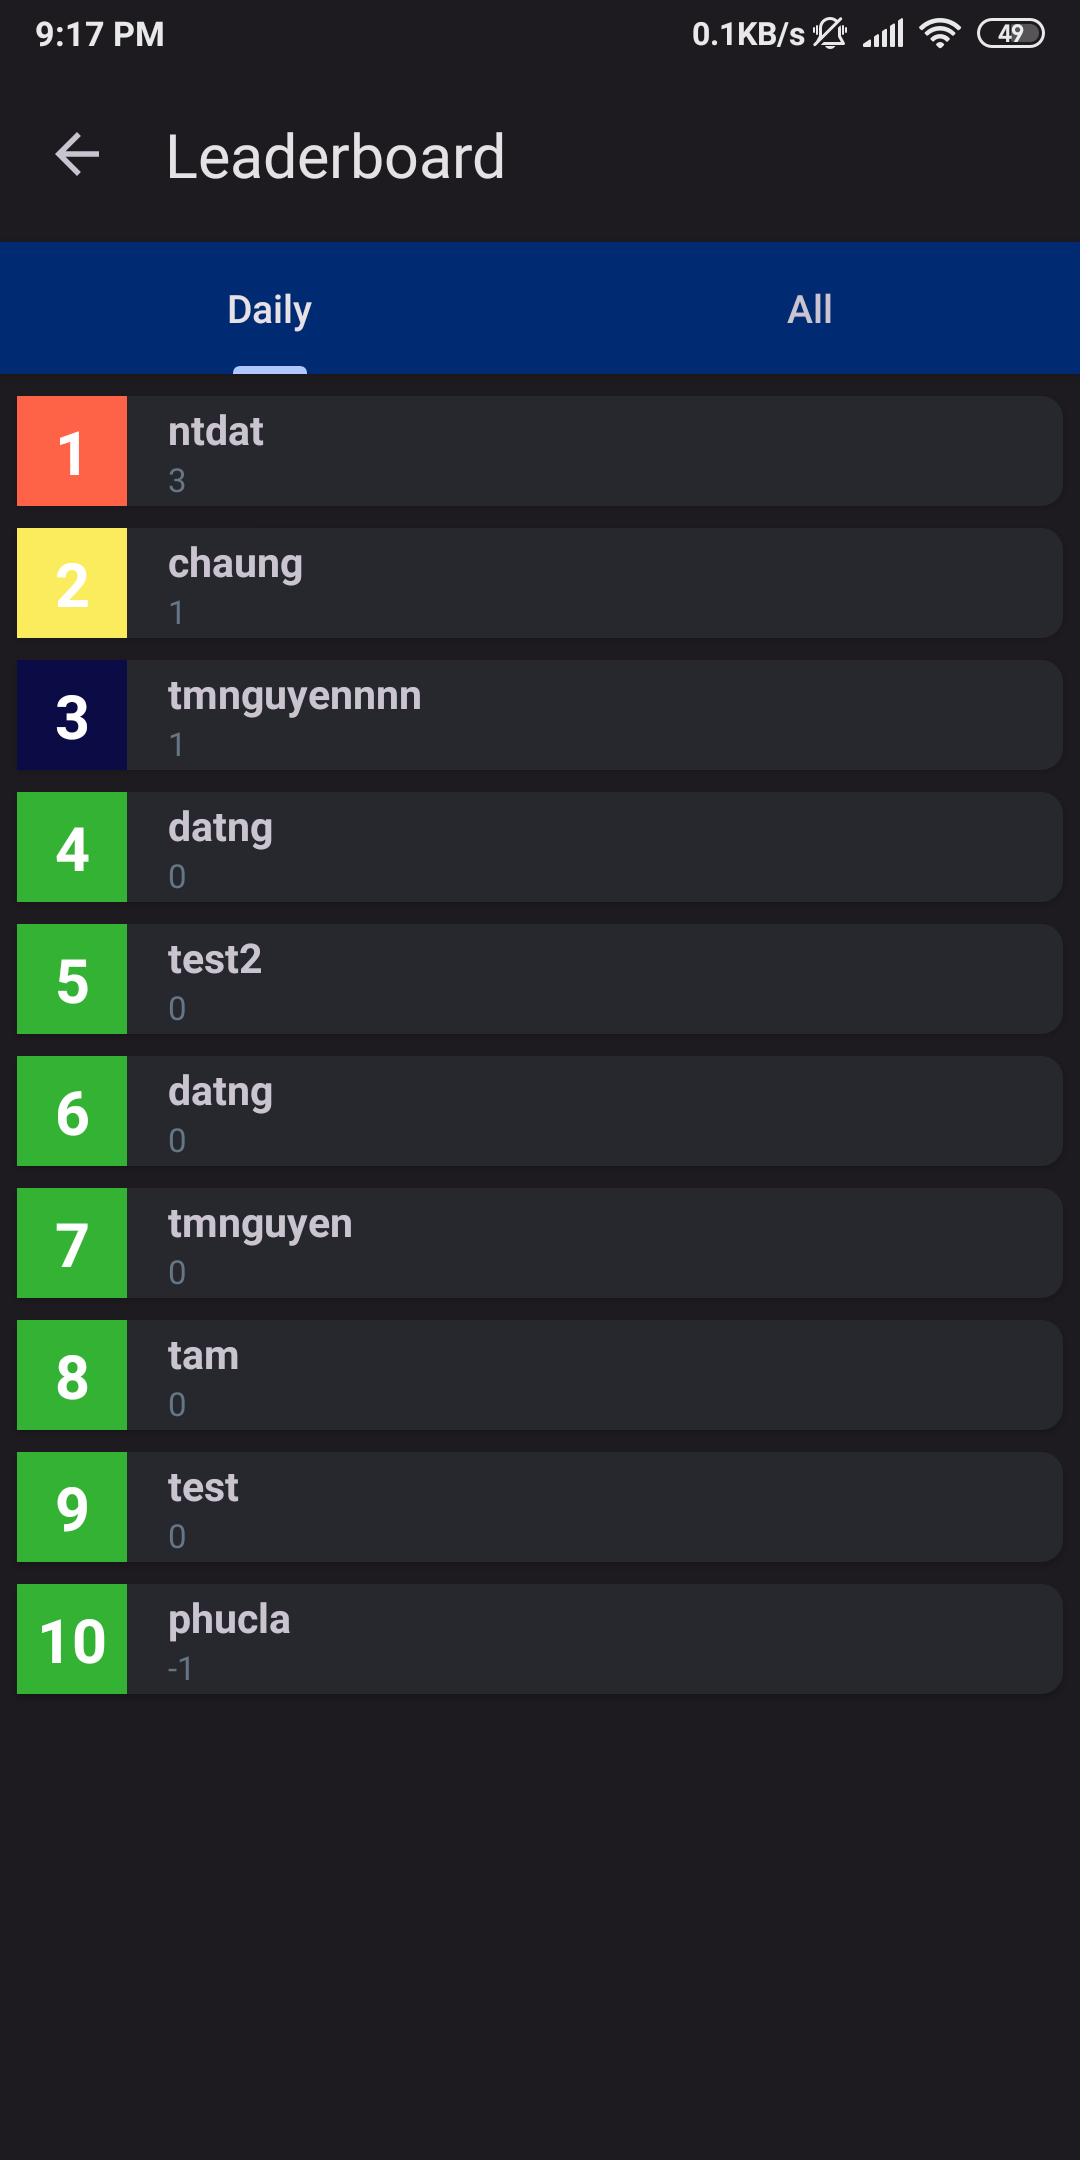 9:17 PM 0.1KB/s 49
Leaderboard
Daily All
1 ntdat
3
2 chaung
1
3 tmnguyennnn
1
4 datng
0
5 test2
0
6 datng
0
7 tmnguyen
0
8 tam
0
9 test
0
10 phucla
-1